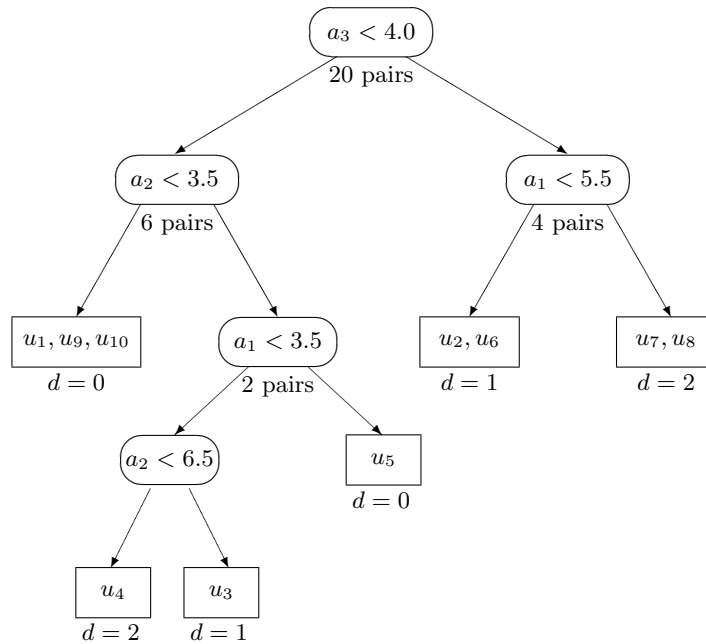 a₃ < 4.0
20 pairs
a₂ < 3.5
a₁ < 5.5
6 pairs
4 pairs
u₁, u₉, u₁₀
a₁ < 3.5
u₂, u₆
u₇, u₈
d = 0
2 pairs
d = 1
d = 2
a₂ < 6.5
u₅
d = 0
u₄
u₃
d = 2
d = 1